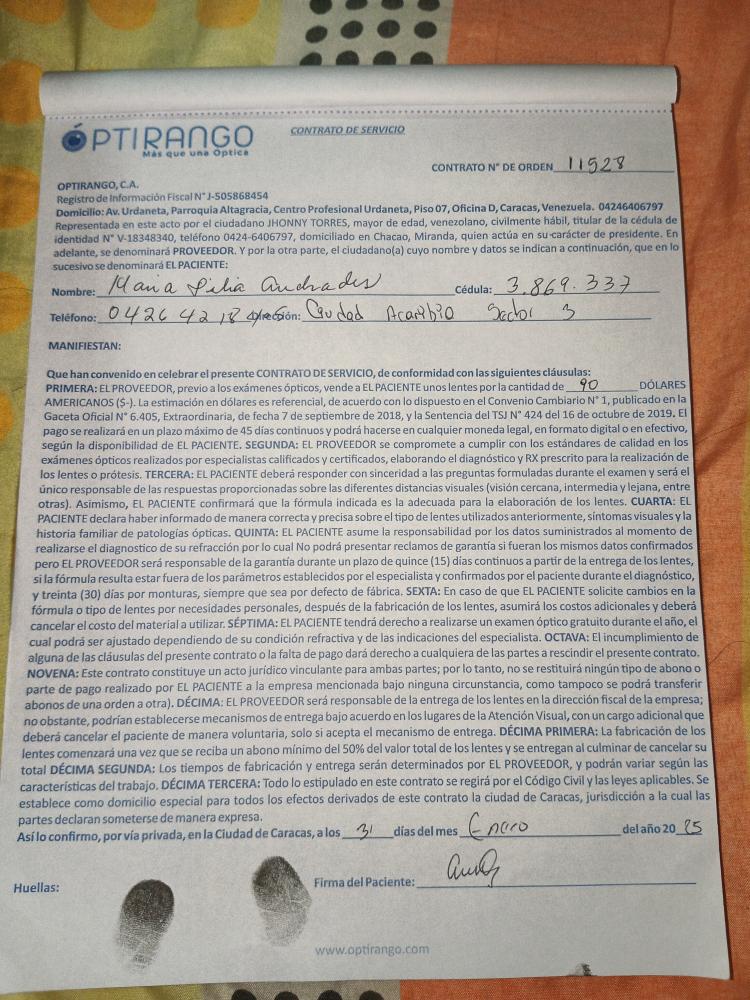 ÓPTIRANGO
Más que una Optica
CONTRATO DE SERVICIO
CONTRATO N° DE ORDEN 11528
OPTIRANGO, C.A.
Registro de Información Fiscal N° J-505868454
Domicilio: Av. Urdaneta, Parroquia Altagracia, Centro Profesional Urdaneta, Piso 07, Oficina D, Caracas, Venezuela. 04246406797
Representada en este acto por el ciudadano JHONNY TORRES, mayor de edad, venezolano, civilmente hábil, titular de la cédula de
identidad N° V-18348340, teléfono 0424-6406797, domiciliado en Chacao, Miranda, quien actúa en su carácter de presidente. En
adelante, se denominará PROVEEDOR. Y por la otra parte, el ciudadano(a) cuyo nombre y datos se indican a continuación, que en lo
sucesivo se denominará EL PACIENTE:
Nombre: Maria Andrades Cédula: 3.869.337
Teléfono: 0426 42 18 Dirección: Ciudad Sector 3
MANIFIESTAN:
Que han convenido en celebrar el presente CONTRATO DE SERVICIO, de conformidad con las siguientes cláusulas:
PRIMERA: EL PROVEEDOR, previo a los exámenes ópticos, vende a EL PACIENTE unos lentes por la cantidad de 90 DÓLARES
AMERICANOS ($-). La estimación en dólares es referencial, de acuerdo con lo dispuesto en el Convenio Cambiario N° 1, publicado en la
Gaceta Oficial N° 6.405, Extraordinaria, de fecha 7 de septiembre de 2018, y la Sentencia del TSJ N° 424 del 16 de octubre de 2019. El
pago se realizará en un plazo máximo de 45 días continuos y podrá hacerse en cualquier moneda legal, en formato digital o en efectivo,
según la disponibilidad de EL PACIENTE. SEGUNDA: EL PROVEEDOR se compromete a cumplir con los estándares de calidad en los
exámenes ópticos realizados por especialistas calificados y certificados, elaborando el diagnóstico y RX prescrito para la realización de
los lentes o prótesis. TERCERA: EL PACIENTE deberá responder con sinceridad a las preguntas formuladas durante el examen y será el
único responsable de las respuestas proporcionadas sobre las diferentes distancias visuales (visión cercana, intermedia y lejana, entre
otras). Asimismo, EL PACIENTE confirmará que la fórmula indicada es la adecuada para la elaboración de los lentes. CUARTA: EL
PACIENTE declara haber informado de manera correcta y precisa sobre el tipo de lentes utilizados anteriormente, síntomas visuales y la
historia familiar de patologías ópticas. QUINTA: EL PACIENTE asume la responsabilidad por los datos suministrados al momento de
realizarse el diagnostico de su refracción por lo cual No podrá presentar reclamos de garantía si fueran los mismos datos confirmados
pero EL PROVEEDOR será responsable de la garantía durante un plazo de quince (15) días continuos a partir de la entrega de los lentes,
si la fórmula resulta estar fuera de los parámetros establecidos por el especialista y confirmados por el paciente durante el diagnóstico,
y treinta (30) días por monturas, siempre que sea por defecto de fábrica. SEXTA: En caso de que EL PACIENTE solicite cambios en la
fórmula o tipo de lentes por necesidades personales, después de la fabricación de los lentes, asumirá los costos adicionales y deberá
cancelar el costo del material a utilizar. SÉPTIMA: EL PACIENTE tendrá derecho a realizarse un examen óptico gratuito durante el año, el
cual podrá ser ajustado dependiendo de su condición refractiva y de las indicaciones del especialista. OCTAVA: El incumplimiento de
alguna de las cláusulas del presente contrato o la falta de pago dará derecho a cualquiera de las partes a rescindir el presente contrato.
NOVENA: Este contrato constituye un acto jurídico vinculante para ambas partes; por lo tanto, no se restituirá ningún tipo de abono o
parte de pago realizado por EL PACIENTE a la empresa mencionada bajo ninguna circunstancia, como tampoco se podrá transferir
abonos de una orden a otra). DÉCIMA: EL PROVEEDOR será responsable de la entrega de los lentes en la dirección fiscal de la empresa;
no obstante, podrían establecerse mecanismos de entrega bajo acuerdo en los lugares de la Atención Visual, con un cargo adicional que
deberá cancelar el paciente de manera voluntaria, solo si acepta el mecanismo de entrega. DÉCIMA PRIMERA: La fabricación de los
lentes comenzará una vez que se reciba un abono mínimo del 50% del valor total de los lentes y se entregan al culminar de cancelar su
total DÉCIMA SEGUNDA: Los tiempos de fabricación y entrega serán determinados por EL PROVEEDOR, y podrán variar según las
características del trabajo. DÉCIMA TERCERA: Todo lo estipulado en este contrato se regirá por el Código Civil y las leyes aplicables. Se
establece como domicilio especial para todos los efectos derivados de este contrato la ciudad de Caracas, jurisdicción a la cual las
partes declaran someterse de manera expresa.
Así lo confirmo, por vía privada, en la Ciudad de Caracas, a los 31 días del mes Enero del año 20 25
Huellas:
Firma del Paciente:
www.optirango.com